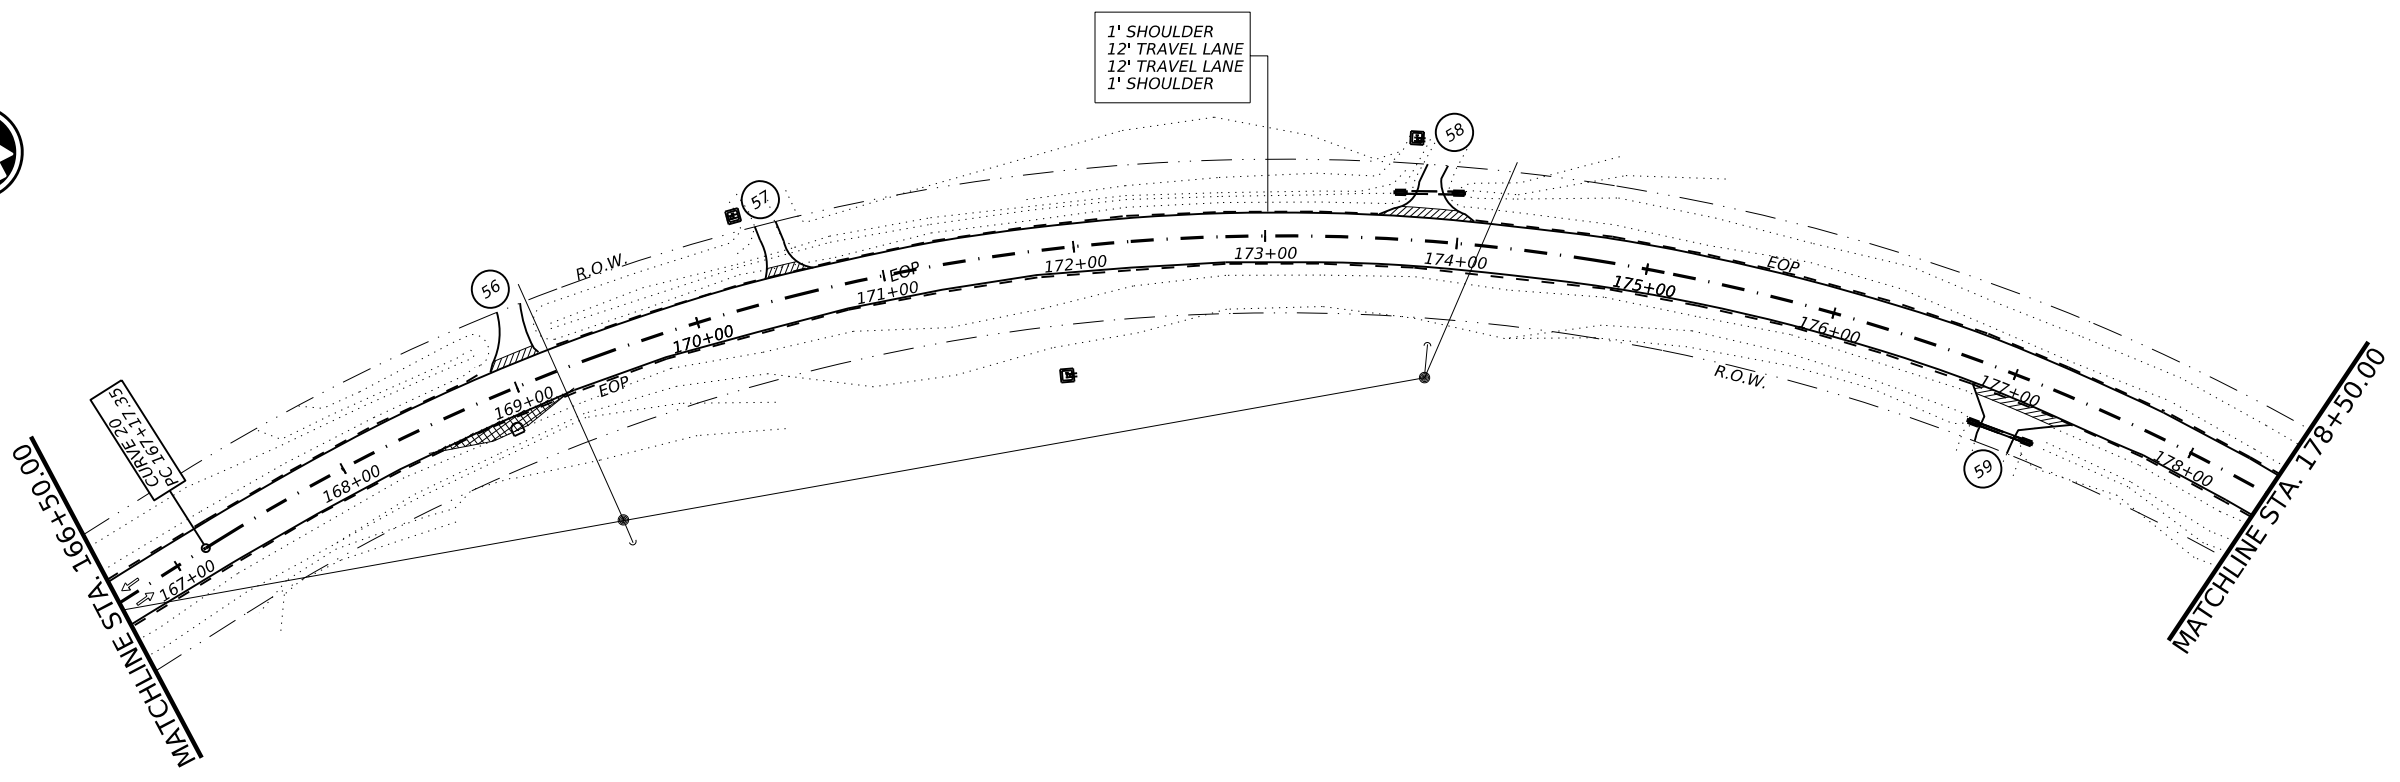 1' SHOULDER
12' TRAVEL LANE
12' TRAVEL LANE
1' SHOULDER
58
57
56
R.O.W.
EOP
EOP
EOP
R.O.W.
CURVE 20
PC 167+17.35
167+00
168+00
169+00
170+00
171+00
172+00
173+00
174+00
175+00
176+00
177+00
178+00
59
MATCHLINE STA. 166+50.00
MATCHLINE STA. 178+50.00